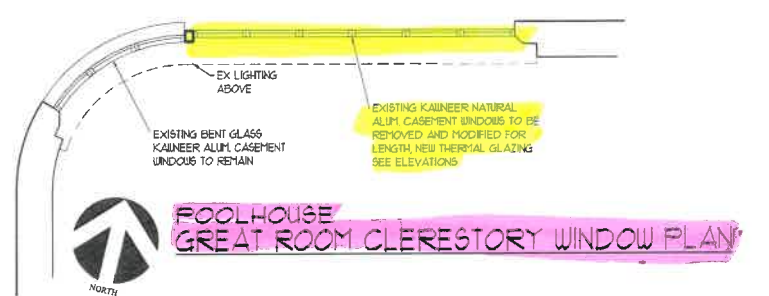 EX LIGHTING
ABOVE
EXISTING KAWNEER NATURAL
ALUM. CASEMENT WINDOWS TO BE
REMOVED AND MODIFIED FOR
LENGTH, NEW THERMAL GLAZING
SEE ELEVATIONS
EXISTING BENT GLASS
KAWNEER ALUM. CASEMENT
WINDOWS TO REMAIN
POOLHOUSE
GREAT ROOM CLERESTORY WINDOW PLAN
NORTH